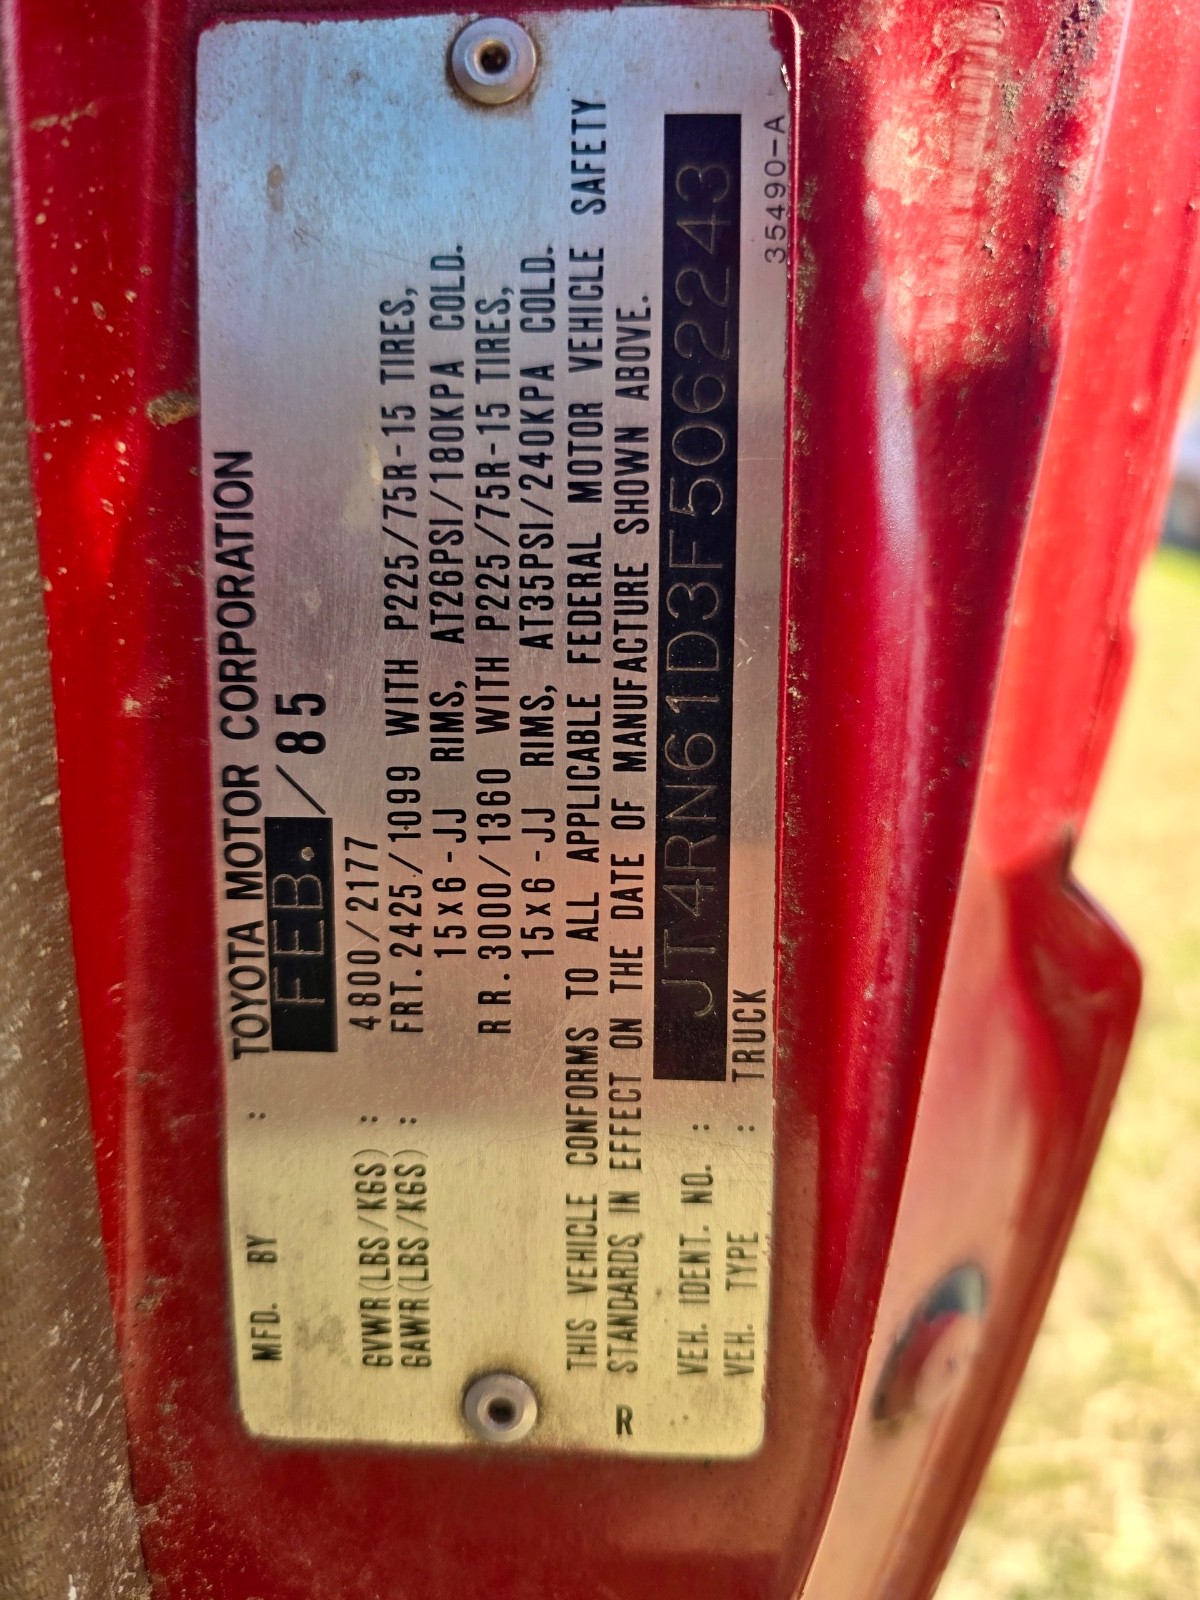 MFD. BY : TOYOTA MOTOR CORPORATION
FEB. / 85
GVWR(LBS/KGS) : 4800/2177
GAWR(LBS/KGS) : FRT.2425/1099 WITH P225/75R-15 TIRES,
15x6-JJ RIMS, AT26PSI/180KPA COLD.
RR.3000/1360 WITH P225/75R-15 TIRES,
15x6-JJ RIMS, AT35PSI/240KPA COLD.
THIS VEHICLE CONFORMS TO ALL APPLICABLE FEDERAL MOTOR VEHICLE SAFETY
R STANDARDS IN EFFECT ON THE DATE OF MANUFACTURE SHOWN ABOVE.
VEH. IDENT. NO. : JT4RN61D3F5062243
VEH. TYPE : TRUCK
35490-A